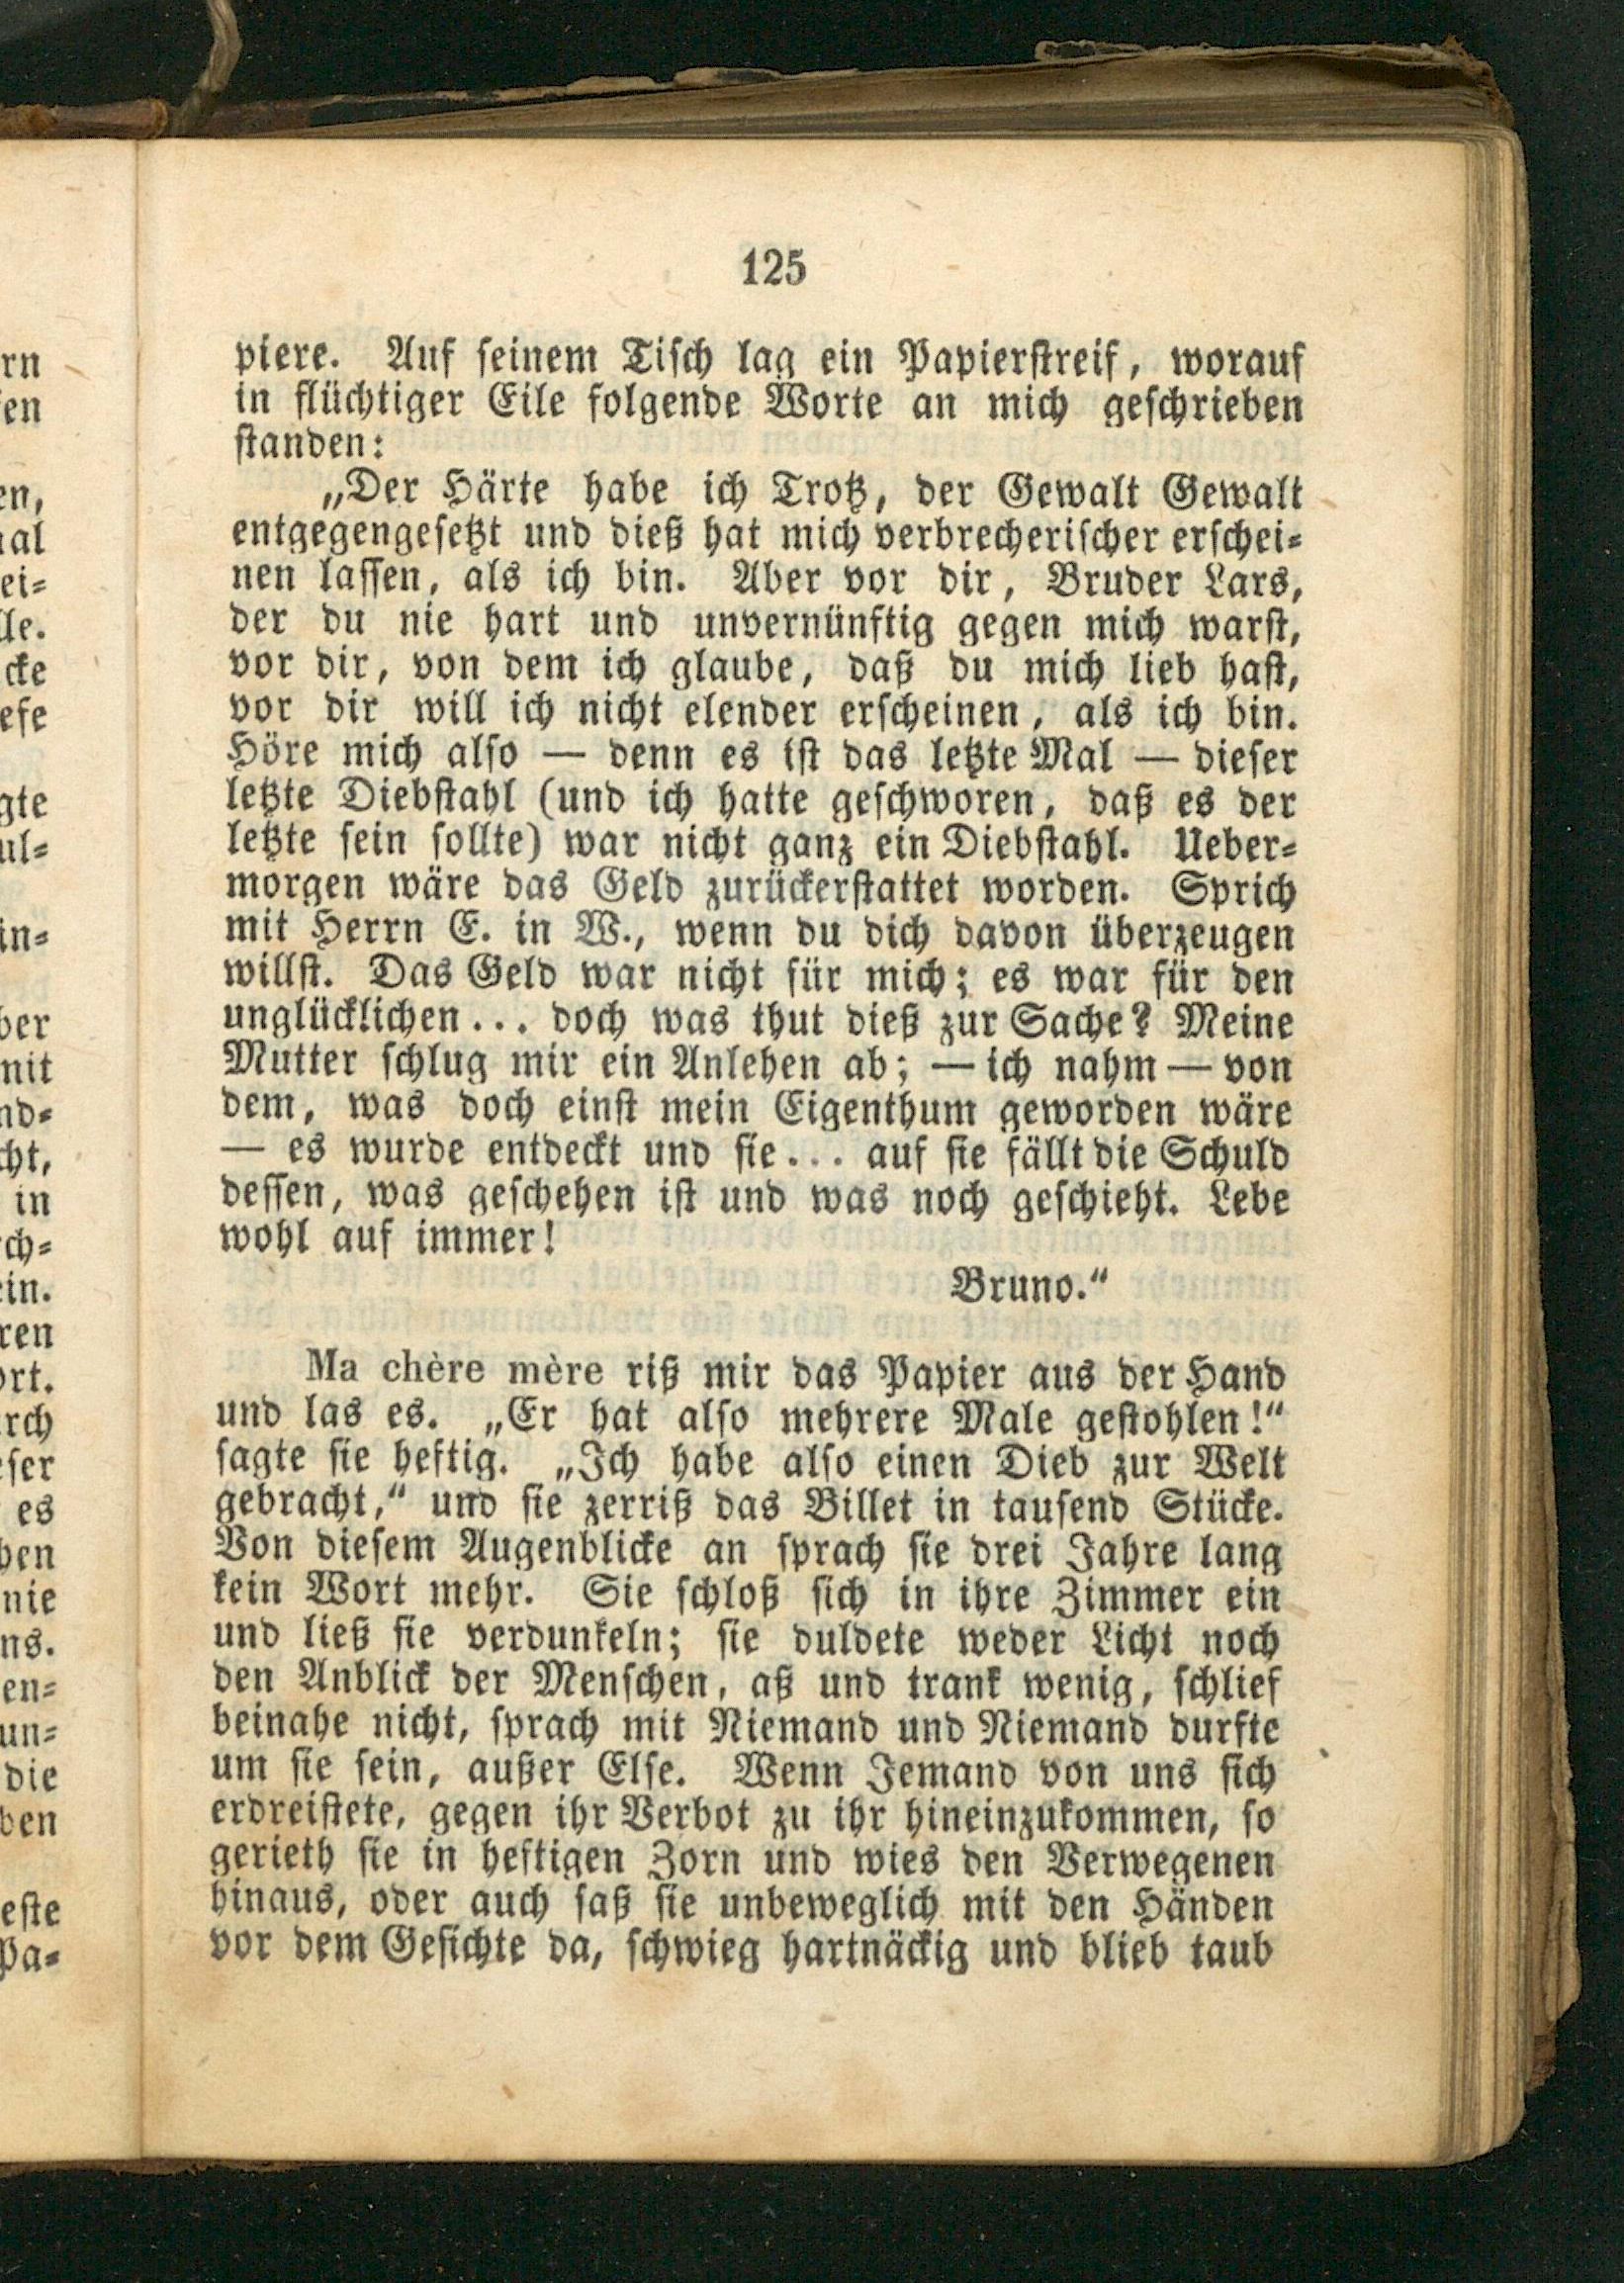 125
piere. Auf seinem Tisch lag ein Papierstreif, worauf
in flüchtiger Eile folgende Worte an mich geschrieben
standen:
„Der Härte habe ich Trotz, der Gewalt Gewalt
entgegengesetzt und dieß hat mich verbrecherischer erschei-
nen lassen, als ich bin. Aber vor dir, Bruder Lars,
der du nie hart und unvernünftig gegen mich warst,
vor dir, von dem ich glaube, daß du mich lieb hast,
vor dir will ich nicht elender erscheinen, als ich bin.
Höre mich also — denn es ist das letzte Mal — dieser
letzte Diebstahl (und ich hatte geschworen, daß es der
letzte sein sollte) war nicht ganz ein Diebstahl. Ueber-
morgen wäre das Geld zurückerstattet worden. Sprich
mit Herrn E. in W., wenn du dich davon überzeugen
willst. Das Geld war nicht für mich; es war für den
unglücklichen... doch was thut dieß zur Sache? Meine
Mutter schlug mir ein Anlehen ab; — ich nahm — von
dem, was doch einst mein Eigenthum geworden wäre
— es wurde entdeckt und sie... auf sie fällt die Schuld
dessen, was geschehen ist und was noch geschieht. Lebe
wohl auf immer!
Bruno.“
Ma chère mère riß mir das Papier aus der Hand
und las es. „Er hat also mehrere Male gestohlen!“
sagte sie heftig. „Ich habe also einen Dieb zur Welt
gebracht,“ und sie zerriß das Billet in tausend Stücke.
Von diesem Augenblicke an sprach sie drei Jahre lang
kein Wort mehr. Sie schloß sich in ihre Zimmer ein
und ließ sie verdunkeln; sie duldete weder Licht noch
den Anblick der Menschen, aß und trank wenig, schlief
beinahe nicht, sprach mit Niemand und Niemand durfte
um sie sein, außer Else. Wenn Jemand von uns sich
erdreistete, gegen ihr Verbot zu ihr hineinzukommen, so
gerieth sie in heftigen Zorn und wies den Verwegenen
hinaus, oder auch saß sie unbeweglich mit den Händen
vor dem Gesichte da, schwieg hartnäckig und blieb taub